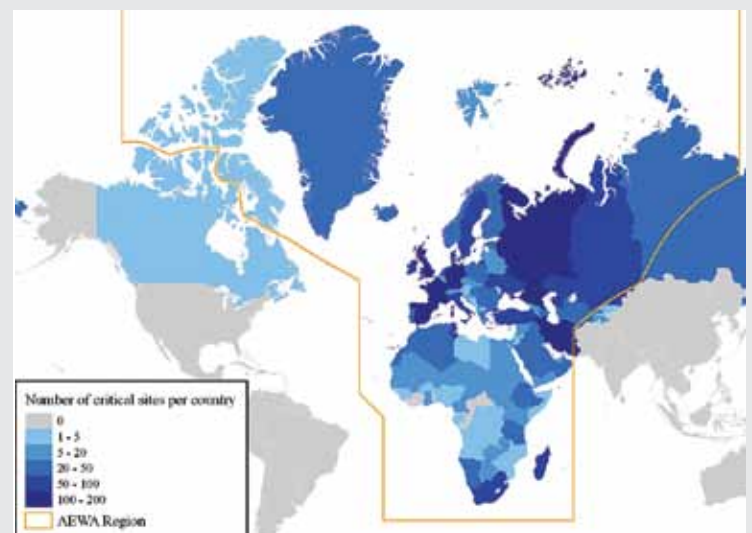 Number of critical sites per country
0
1 - 5
5 - 20
20 - 50
50 - 100
100 - 200
AEWA Region